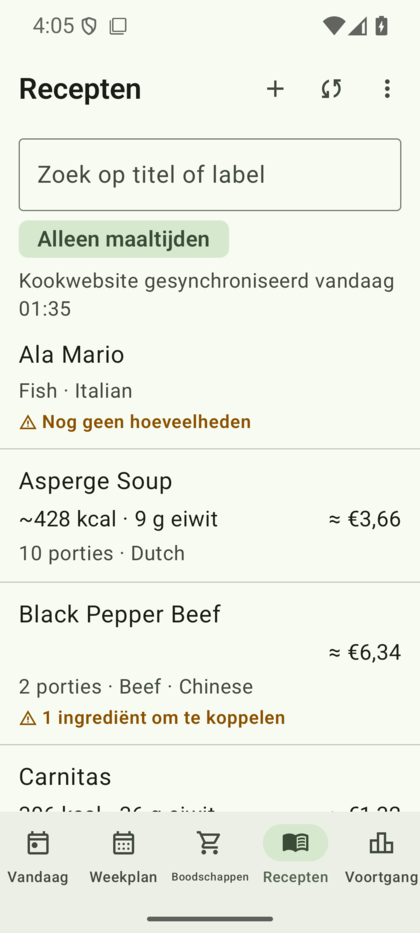 4:05
Recepten
Zoek op titel of label
Alleen maaltijden
Kookwebsite gesynchroniseerd vandaag
01:35
Ala Mario
Fish · Italian
Nog geen hoeveelheden
Asperge Soup
~428 kcal · 9 g eiwit ≈ €3,66
10 porties · Dutch
Black Pepper Beef
≈ €6,34
2 porties · Beef · Chinese
1 ingrediënt om te koppelen
Carnitas
Vandaag Weekplan Boodschappen Recepten Voortgang